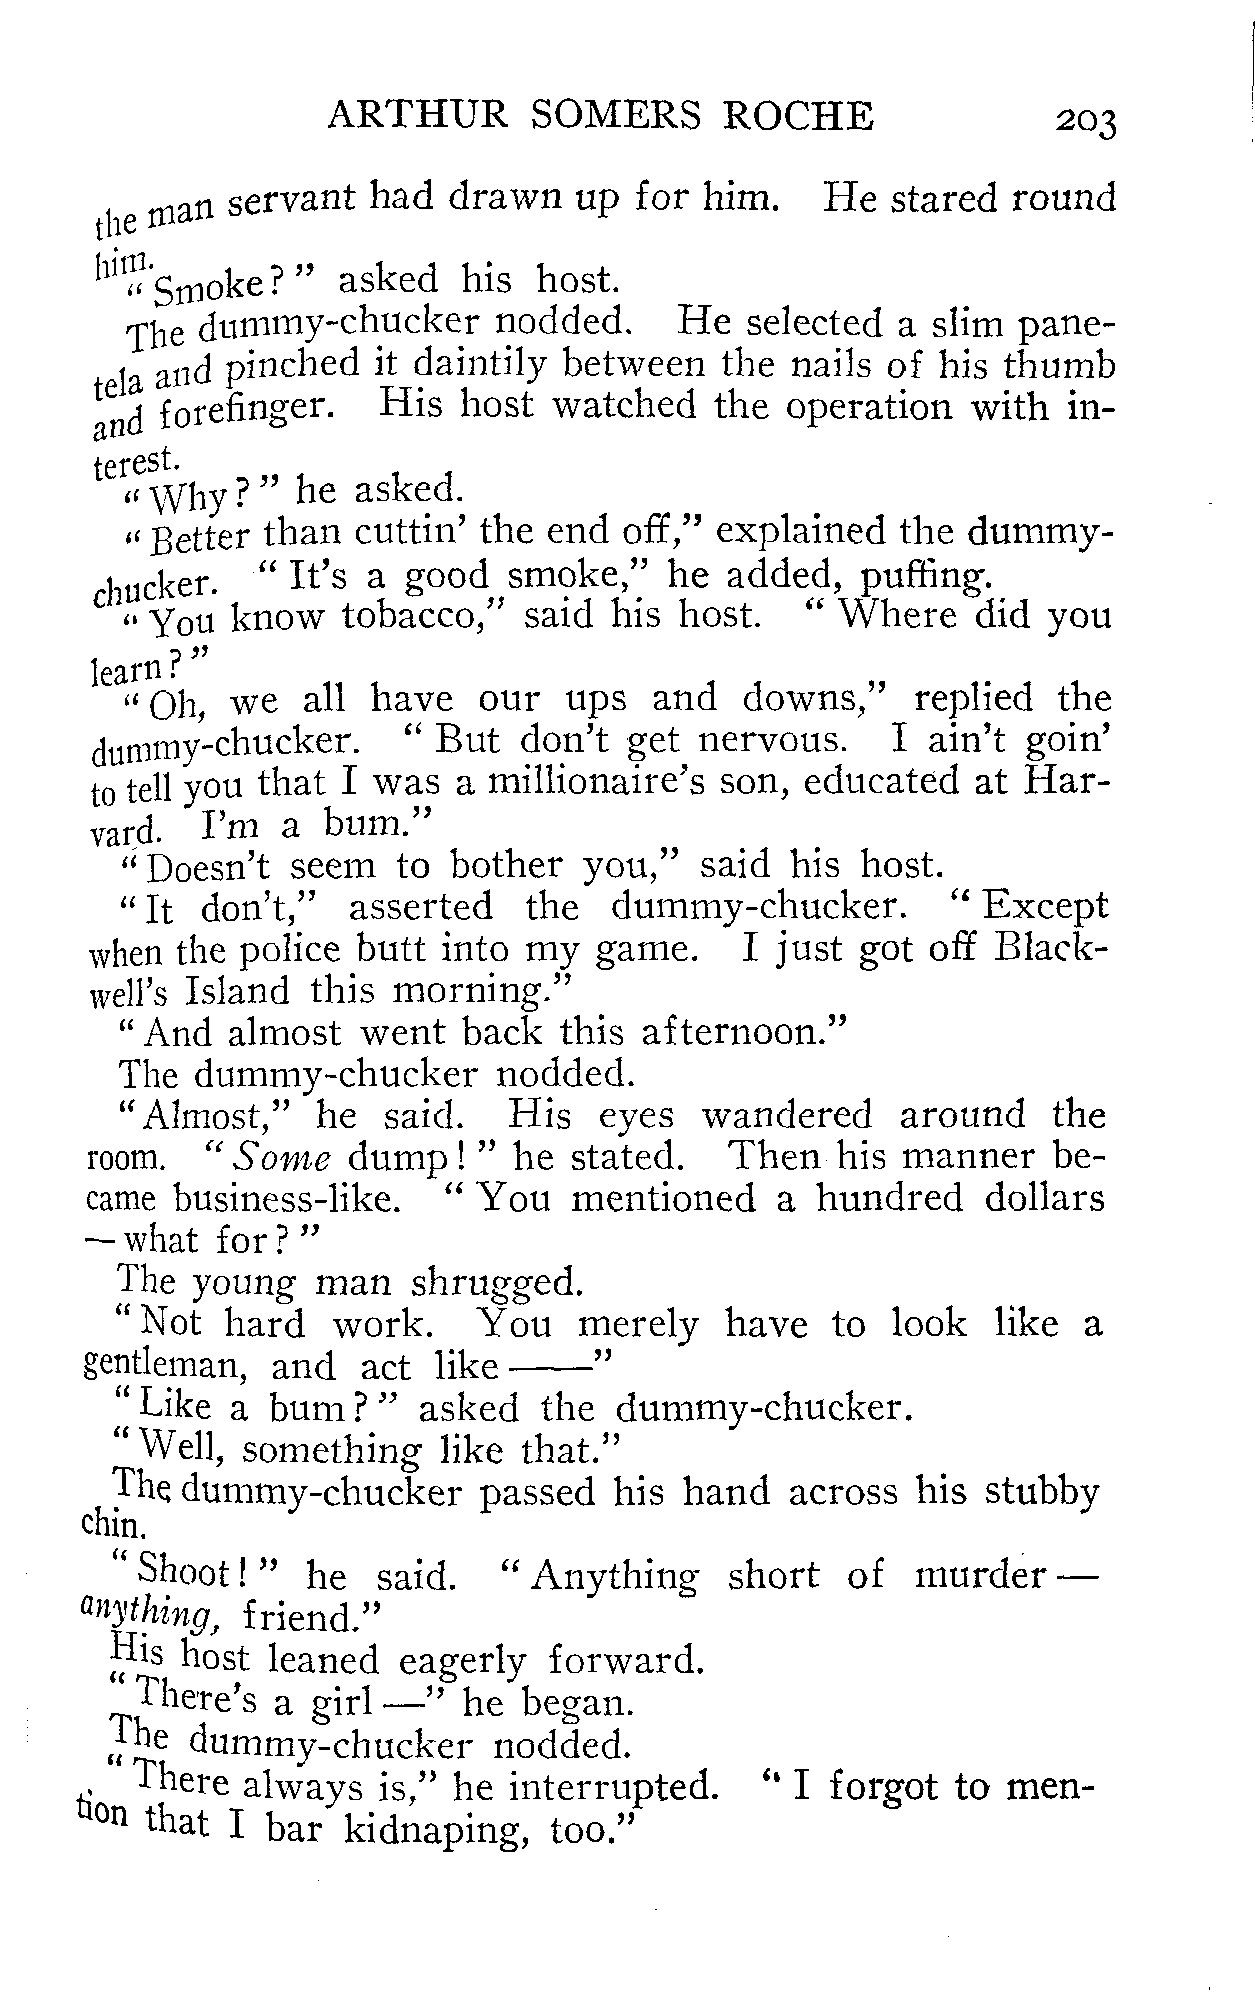 ARTHUR SOMERS ROCHE 203
the man servant had drawn up for him. He stared round
him.
"Smoke?" asked his host.
The dummy-chucker nodded. He selected a slim pane-
tela and pinched it daintily between the nails of his thumb
and forefinger. His host watched the operation with in-
terest.
"Why?" he asked.
"Better than cuttin' the end off," explained the dummy-
chucker. "It's a good smoke," he added, puffing.
"You know tobacco," said his host. "Where did you
learn?"
"Oh, we all have our ups and downs," replied the
dummy-chucker. "But don't get nervous. I ain't goin'
to tell you that I was a millionaire's son, educated at Har-
vard. I'm a bum."
"Doesn't seem to bother you," said his host.
"It don't," asserted the dummy-chucker. "Except
when the police butt into my game. I just got off Black-
well's Island this morning."
"And almost went back this afternoon."
The dummy-chucker nodded.
"Almost," he said. His eyes wandered around the
room. "Some dump!" he stated. Then his manner be-
came business-like. "You mentioned a hundred dollars
— what for?"
The young man shrugged.
"Not hard work. You merely have to look like a
gentleman, and act like ——"
"Like a bum?" asked the dummy-chucker.
"Well, something like that."
The dummy-chucker passed his hand across his stubby
chin.
"Shoot!" he said. "Anything short of murder —
anything, friend."
His host leaned eagerly forward.
"There's a girl —" he began.
The dummy-chucker nodded.
"There always is," he interrupted. "I forgot to men-
tion that I bar kidnaping, too."